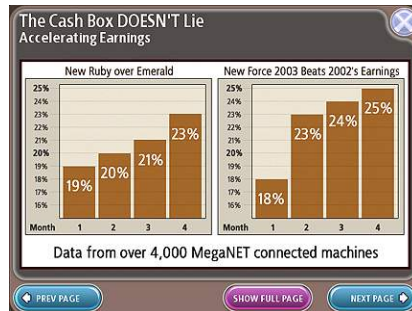 The Cash Box DOESN'T Lie
Accelerating Earnings
New Ruby over Emerald
25%
24%
23%
22%
21%
20%
19%
18%
17%
16%
19%
20%
21%
23%
Month 1 2 3 4
New Force 2003 Beats 2002's Earnings
25%
24%
23%
22%
21%
20%
19%
18%
17%
16%
18%
23%
24%
25%
Month 1 2 3 4
Data from over 4,000 MegaNET connected machines
PREV PAGE
SHOW FULL PAGE
NEXT PAGE